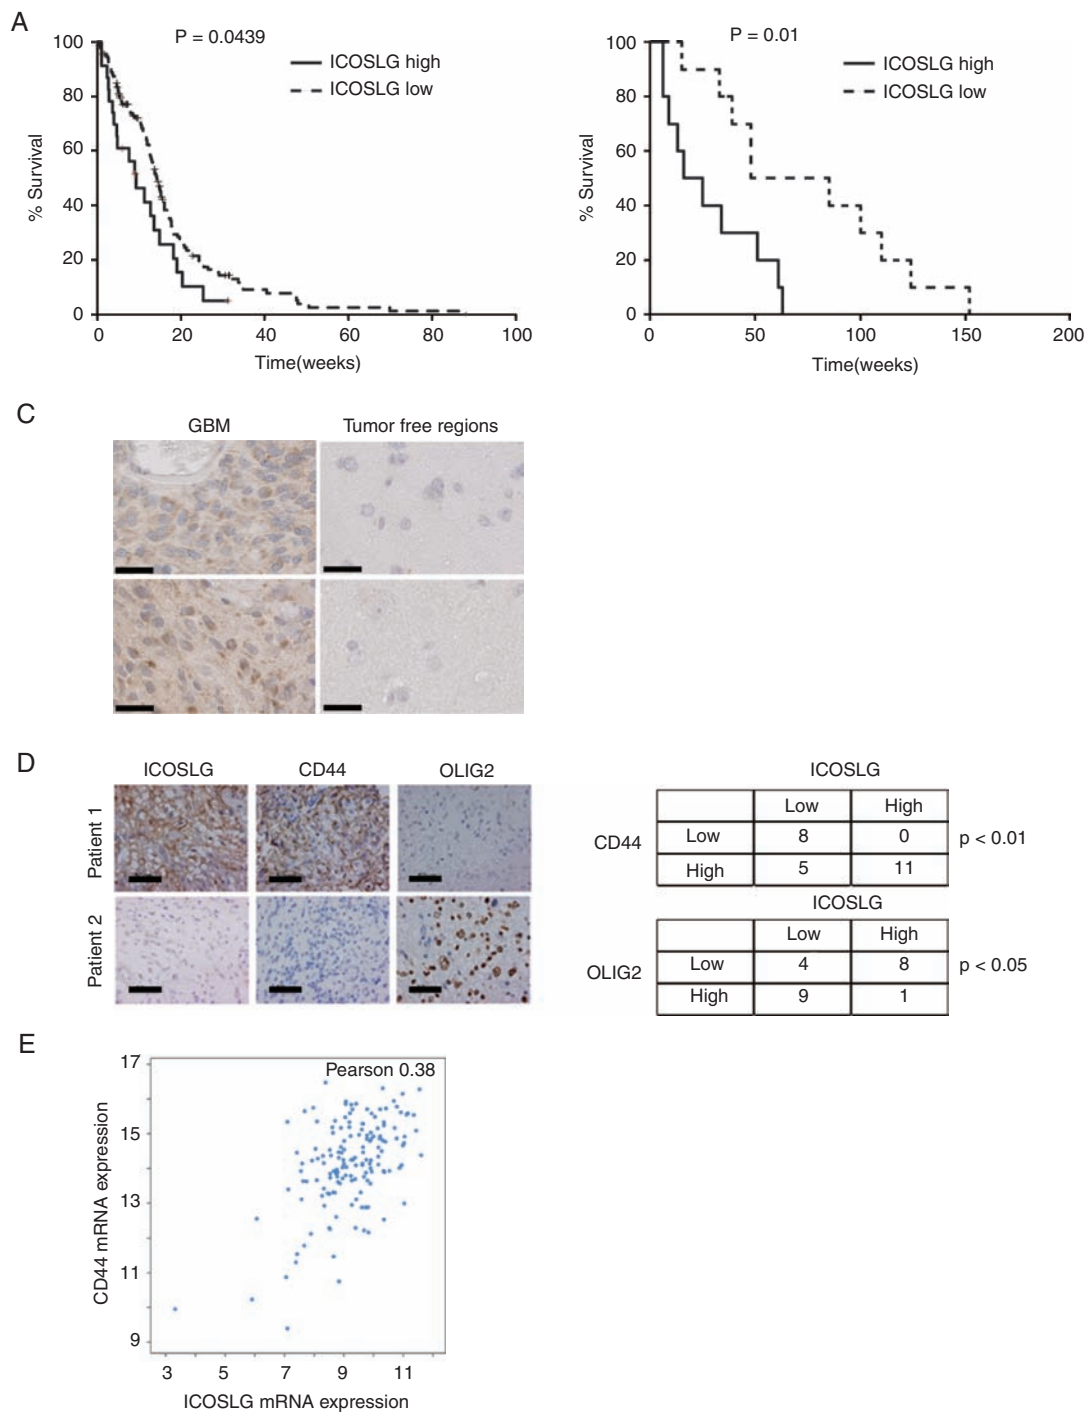 A
P = 0.0439
ICOSLG high
ICOSLG low
% Survival
100
80
60
40
20
0
0 20 40 60 80 100
Time(weeks)
P = 0.01
ICOSLG high
ICOSLG low
% Survival
100
80
60
40
20
0
0 50 100 150 200
Time(weeks)
C
GBM Tumor free regions
D
ICOSLG CD44 OLIG2
Patient 1
Patient 2
ICOSLG
Low High
CD44 Low 8 0 p < 0.01
High 5 11
ICOSLG
Low High
OLIG2 Low 4 8 p < 0.05
High 9 1
E
Pearson 0.38
CD44 mRNA expression
17
15
13
11
9
3 5 7 9 11
ICOSLG mRNA expression